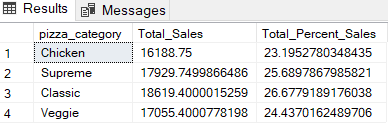 Results Messages
pizza_category Total_Sales Total_Percent_Sales
1 Chicken 16188.75 23.1952780348435
2 Supreme 17929.7499866486 25.6897867985821
3 Classic 18619.4000015259 26.6779189176038
4 Veggie 17055.4000778198 24.4370162489706